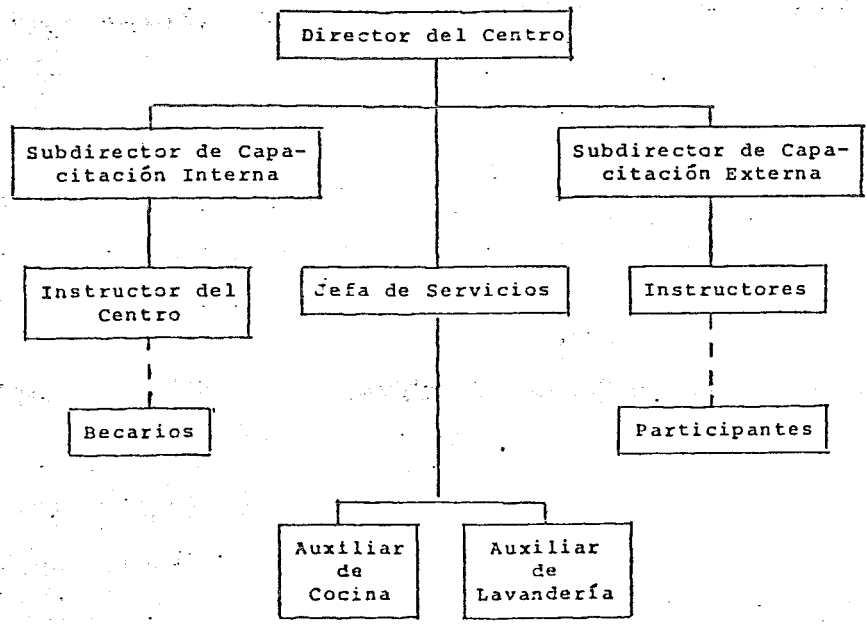 Director del Centro
Subdirector de Capa-
citación Interna
Subdirector de Capa-
citación Externa
Instructor del
Centro
Jefa de Servicios
Instructores
Becarios
Participantes
Auxiliar
de
Cocina
Auxiliar
de
Lavandería